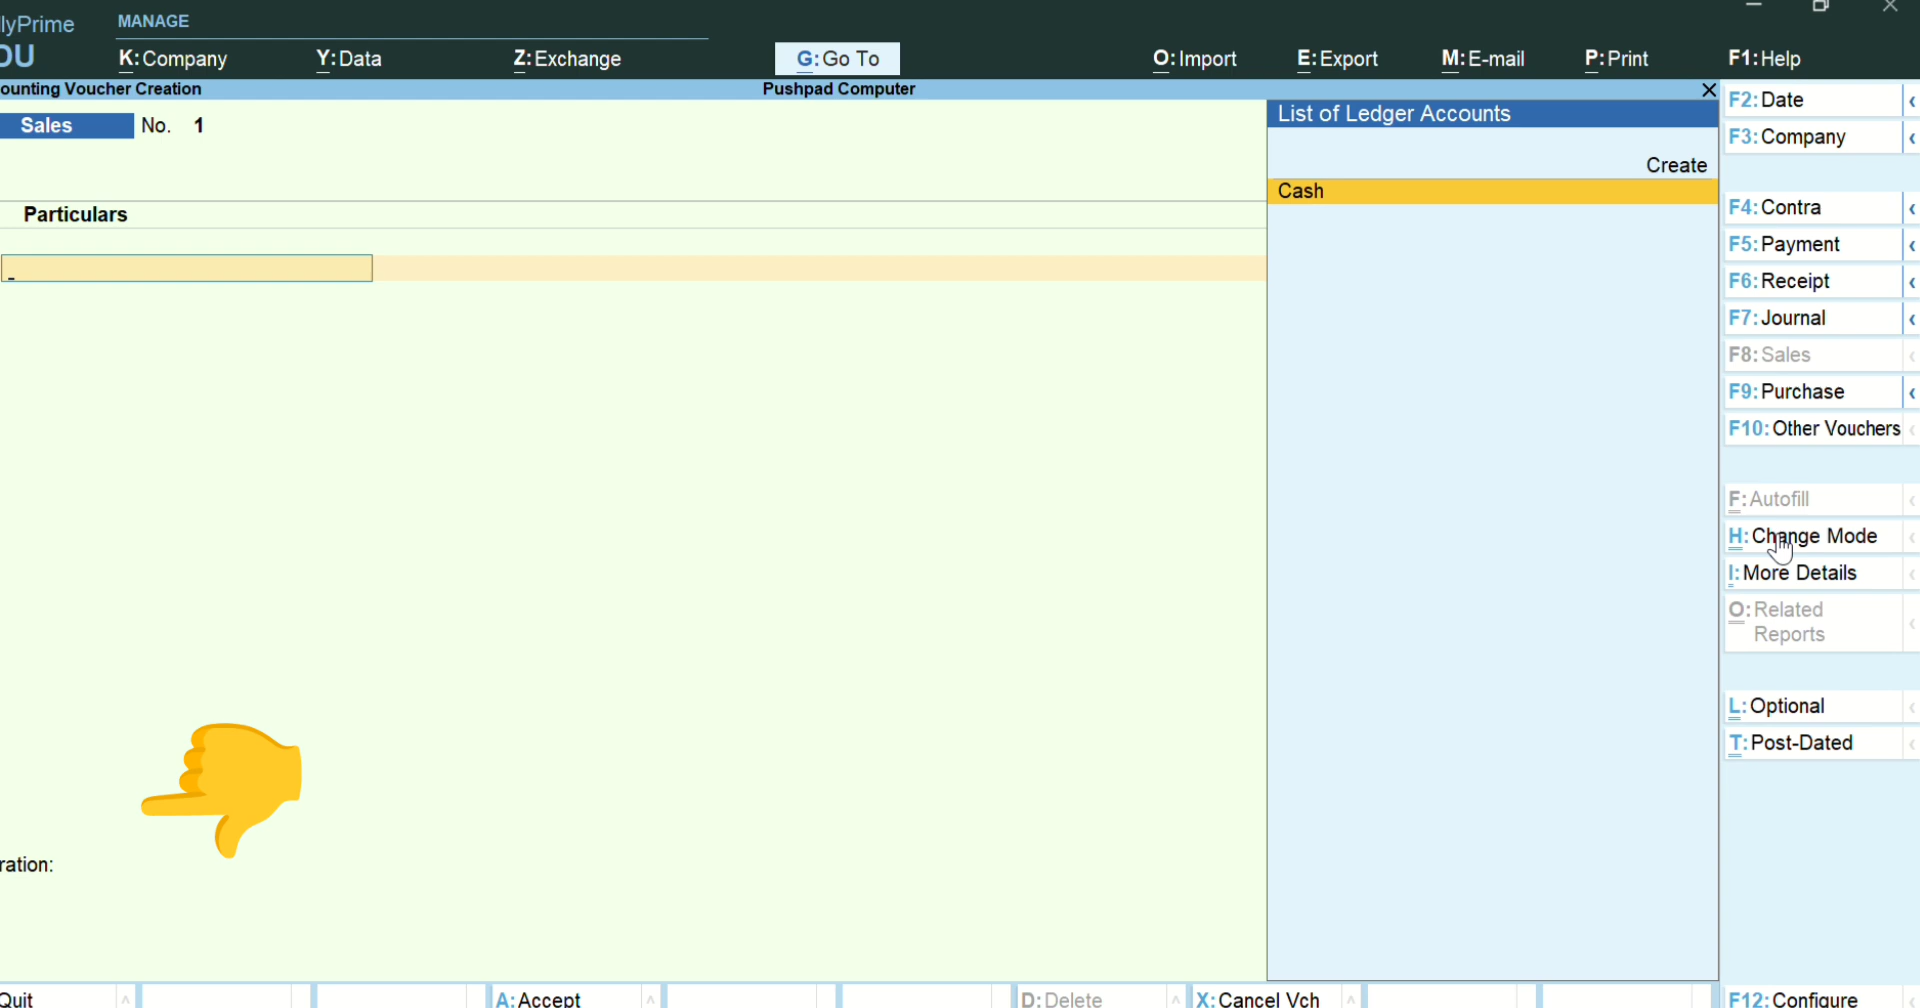 llyPrime
MANAGE
DU
K: Company
Y: Data
Z: Exchange
G: Go To
O: Import
E: Export
M: E-mail
P: Print
F1: Help
ounting Voucher Creation
Pushpad Computer
Sales
No. 1
Particulars
ration:
List of Ledger Accounts
Create
Cash
F2: Date
F3: Company
F4: Contra
F5: Payment
F6: Receipt
F7: Journal
F8: Sales
F9: Purchase
F10: Other Vouchers
F: Autofill
H: Change Mode
I: More Details
O: Related
Reports
L: Optional
T: Post-Dated
Quit
A: Accept
D: Delete
X: Cancel Vch
F12: Configure